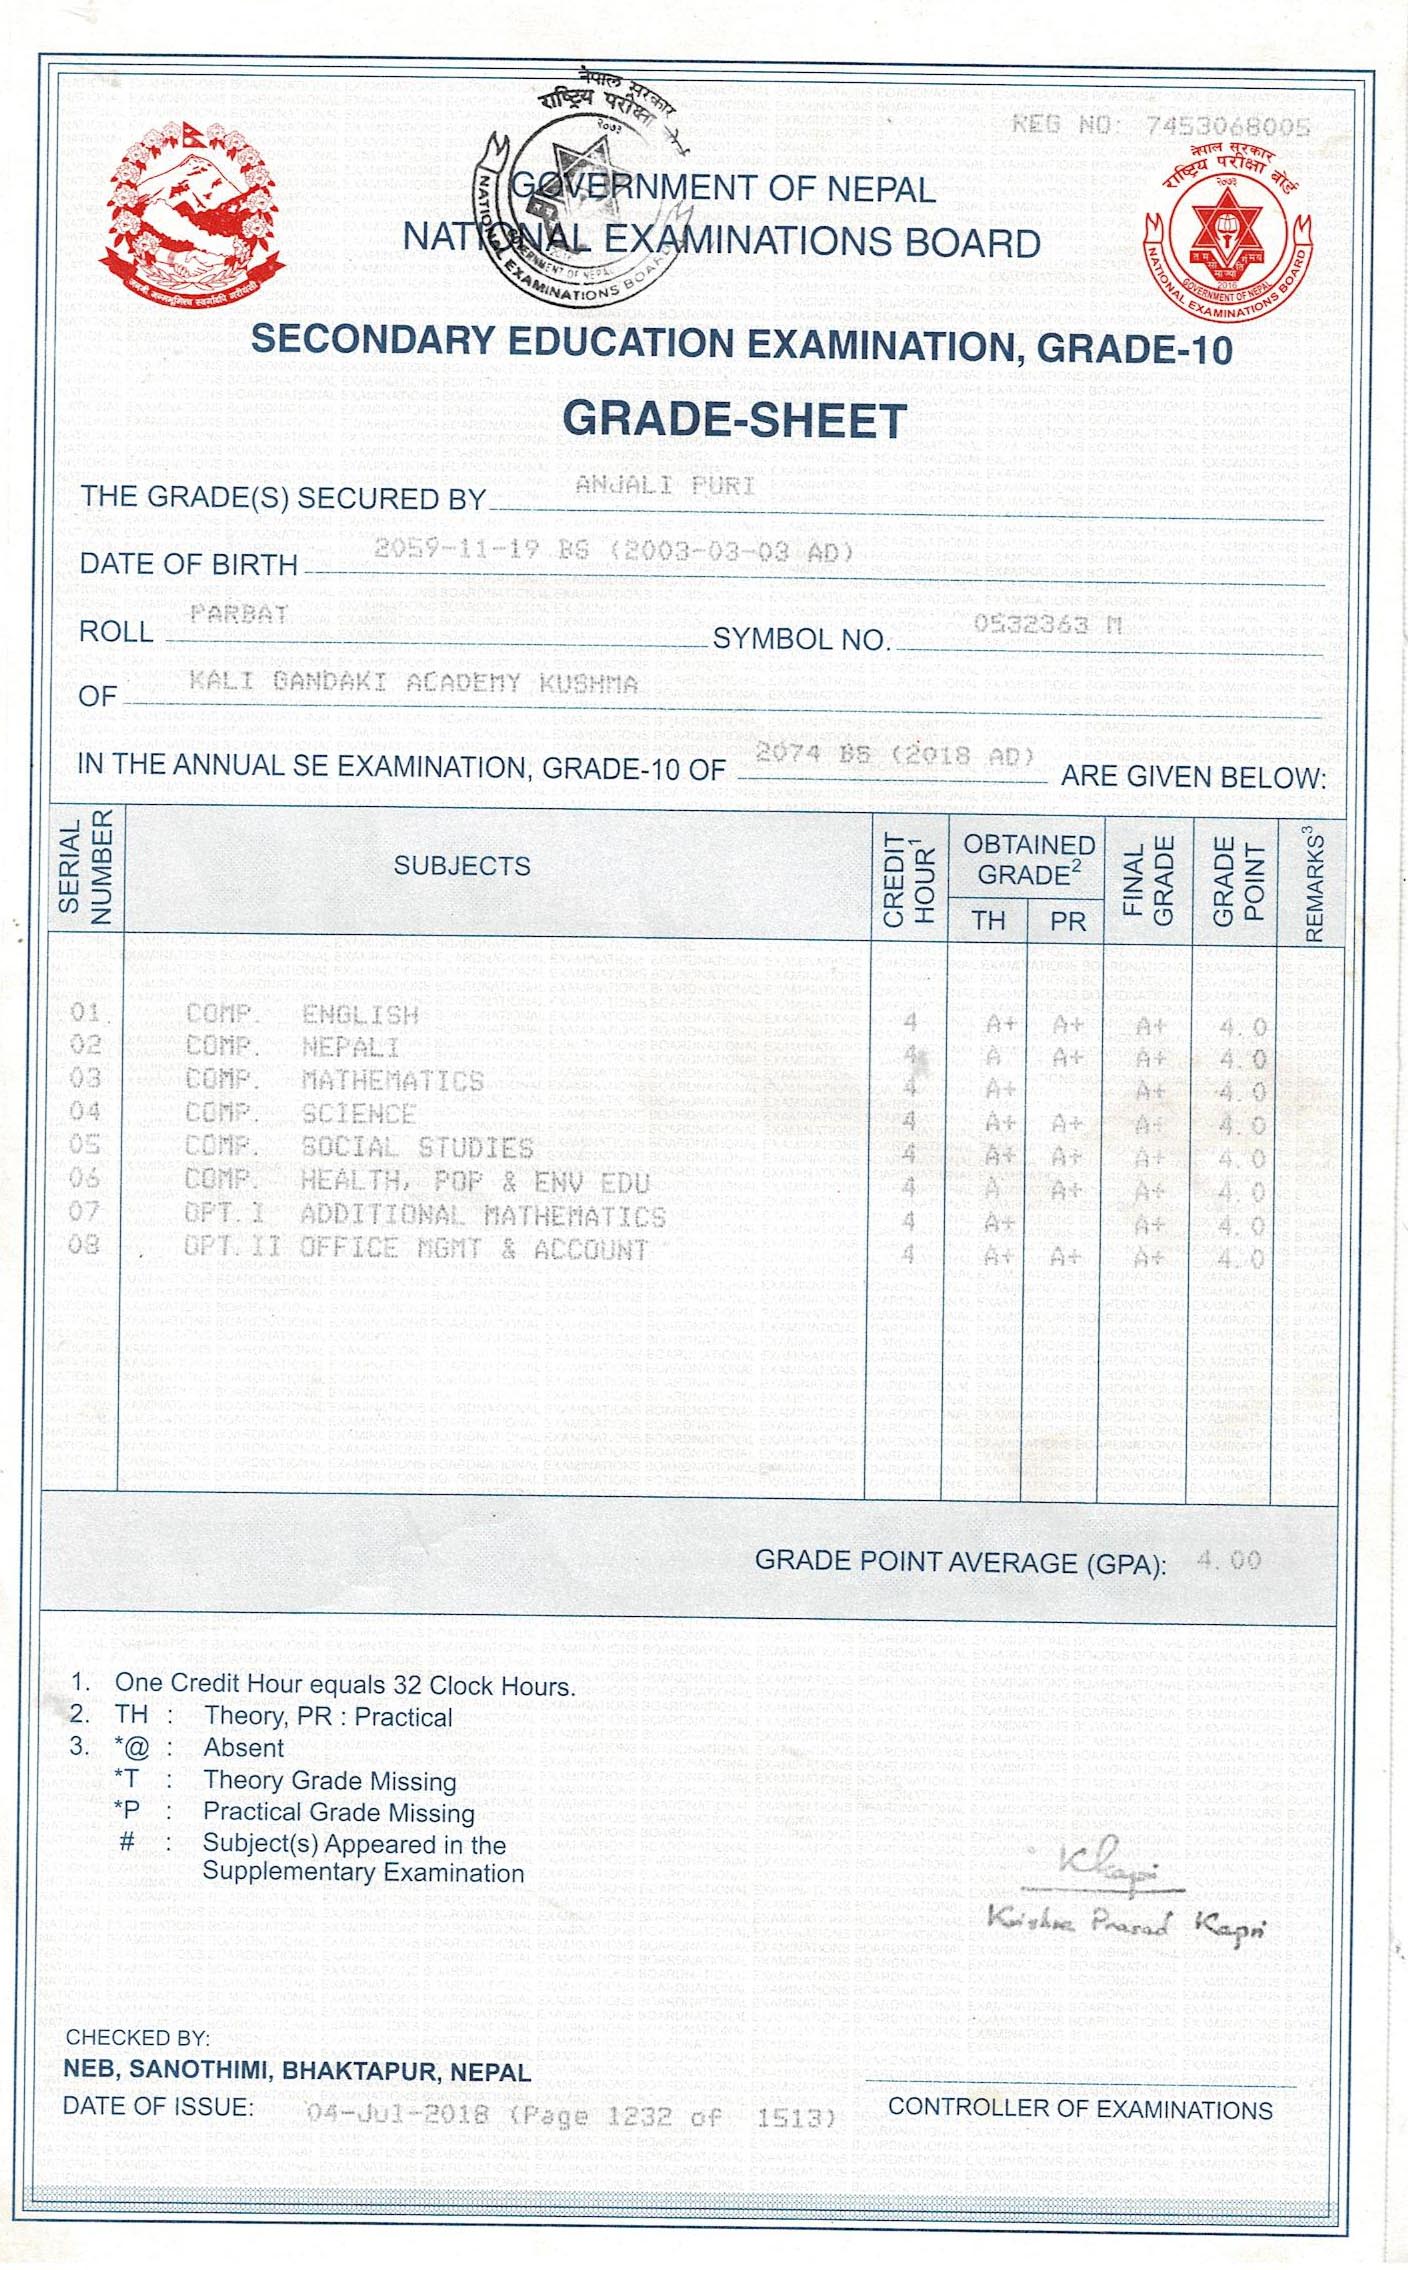 REG NO: 7453068005
नेपाल सरकार
राष्ट्रिय परीक्षा बोर्ड
२०७३
NATIONAL EXAMINATIONS BOARD
GOVERNMENT OF NEPAL
नेपाल सरकार
राष्ट्रिय परीक्षा बोर्ड
२०७३
2016
GOVERNMENT OF NEPAL
NATIONAL EXAMINATIONS BOARD
जननी जन्मभूमिश्च स्वर्गादपि गरीयसी
GOVERNMENT OF NEPAL
NATIONAL EXAMINATIONS BOARD
SECONDARY EDUCATION EXAMINATION, GRADE-10
GRADE-SHEET
THE GRADE(S) SECURED BY ANJALI PURI
DATE OF BIRTH 2059-11-19 BS (2003-03-03 AD)
ROLL PARBAT SYMBOL NO. 0532363 M
OF KALI GANDAKI ACADEMY KUSHMA
IN THE ANNUAL SE EXAMINATION, GRADE-10 OF 2074 BS (2018 AD) ARE GIVEN BELOW:
SERIAL NUMBER SUBJECTS CREDIT HOUR1 OBTAINED GRADE2 FINAL GRADE GRADE POINT REMARKS3
TH PR
01 COMP. ENGLISH 4 A+ A+ A+ 4.0
02 COMP. NEPALI 4 A A+ A+ 4.0
03 COMP. MATHEMATICS 4 A+ A+ 4.0
04 COMP. SCIENCE 4 A+ A+ A+ 4.0
05 COMP. SOCIAL STUDIES 4 A+ A+ A+ 4.0
06 COMP. HEALTH, POP & ENV EDU 4 A A+ A+ 4.0
07 OPT.I ADDITIONAL MATHEMATICS 4 A+ A+ 4.0
08 OPT.II OFFICE MGMT & ACCOUNT 4 A+ A+ A+ 4.0
GRADE POINT AVERAGE (GPA): 4.00
1. One Credit Hour equals 32 Clock Hours.
2. TH : Theory, PR : Practical
3. *@ : Absent
*T : Theory Grade Missing
*P : Practical Grade Missing
# : Subject(s) Appeared in the
Supplementary Examination
Kkapi
Krishna Prasad Kapri
CHECKED BY:
NEB, SANOTHIMI, BHAKTAPUR, NEPAL
DATE OF ISSUE: 04-Jul-2018 (Page 1232 of 1513)
CONTROLLER OF EXAMINATIONS